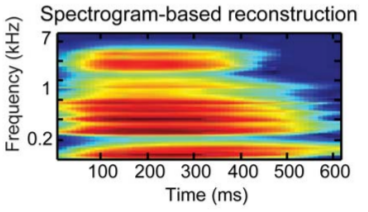 Spectrogram-based reconstruction
Frequency (kHz)
7
1
0.2
100 200 300 400 500 600
Time (ms)